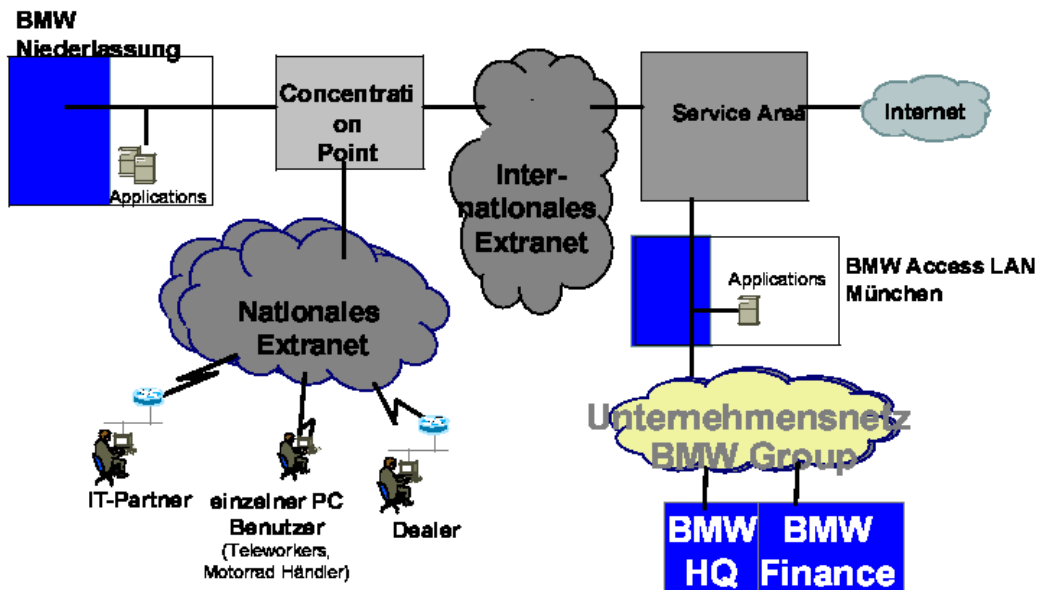 BMW
Niederlassung
Applications
Concentrati
on
Point
Inter-
nationales
Extranet
Service Area
Internet
Applications
BMW Access LAN
München
Nationales
Extranet
IT-Partner
einzelner PC
Benutzer
(Teleworkers,
Motorrad Händler)
Dealer
Unternehmensnetz
BMW Group
BMW
HQ
BMW
Finance